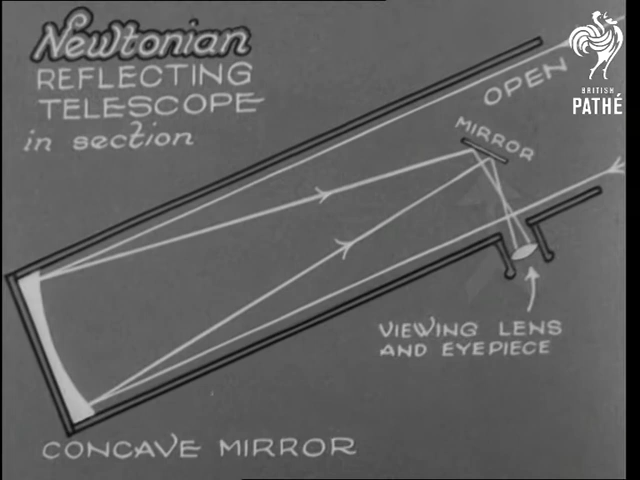 Newtonian
REFLECTING
TELESCOPE
in section
OPEN
BRITISH
PATHÉ
MIRROR
VIEWING LENS
AND EYEPIECE
CONCAVE MIRROR